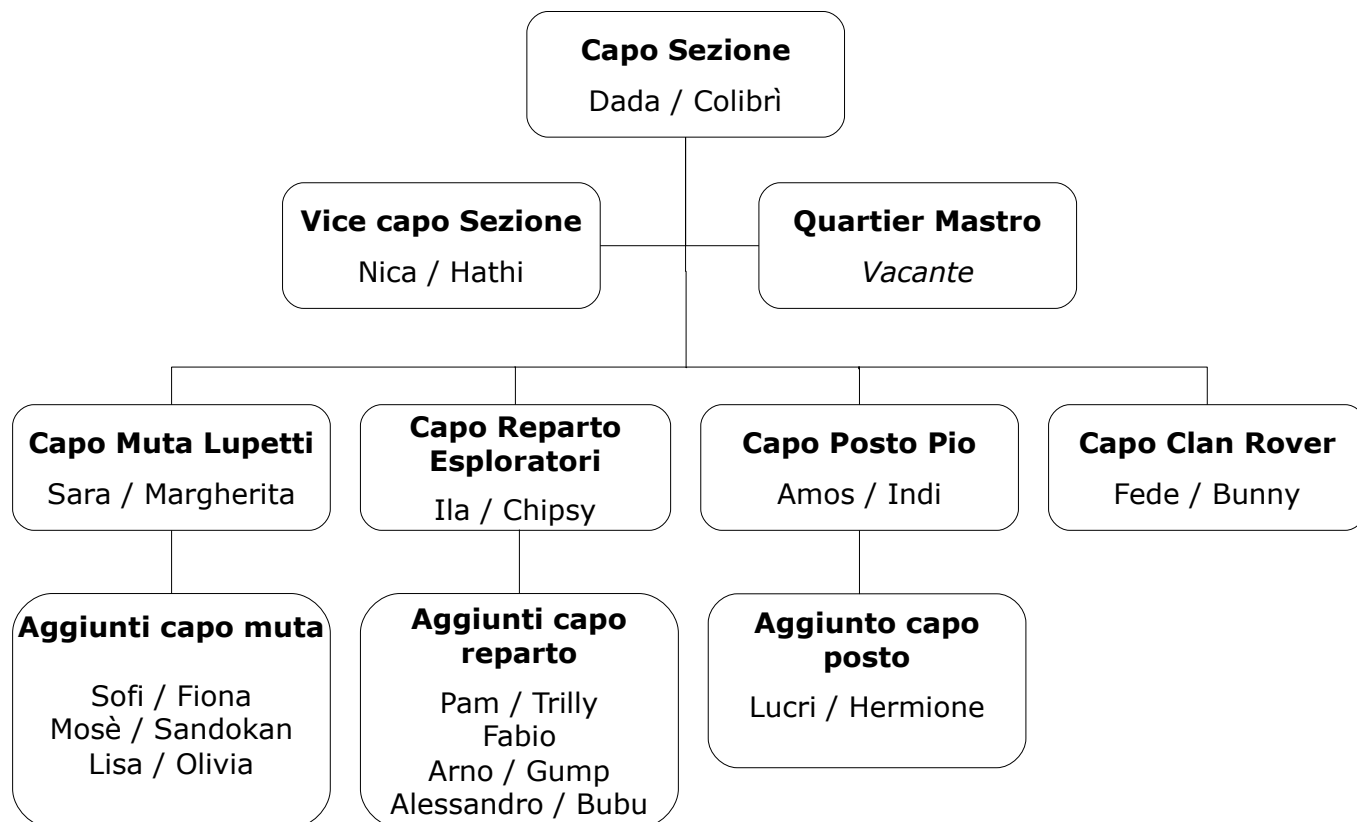 Capo Sezione
Dada / Colibrì
Vice capo Sezione
Nica / Hathi
Quartier Mastro
Vacante
Capo Muta Lupetti
Sara / Margherita
Capo Reparto
Esploratori
Ila / Chipsy
Capo Posto Pio
Amos / Indi
Capo Clan Rover
Fede / Bunny
Aggiunti capo muta
Sofi / Fiona
Mosè / Sandokan
Lisa / Olivia
Aggiunti capo
reparto
Pam / Trilly
Fabio
Arno / Gump
Alessandro / Bubu
Aggiunto capo
posto
Lucri / Hermione